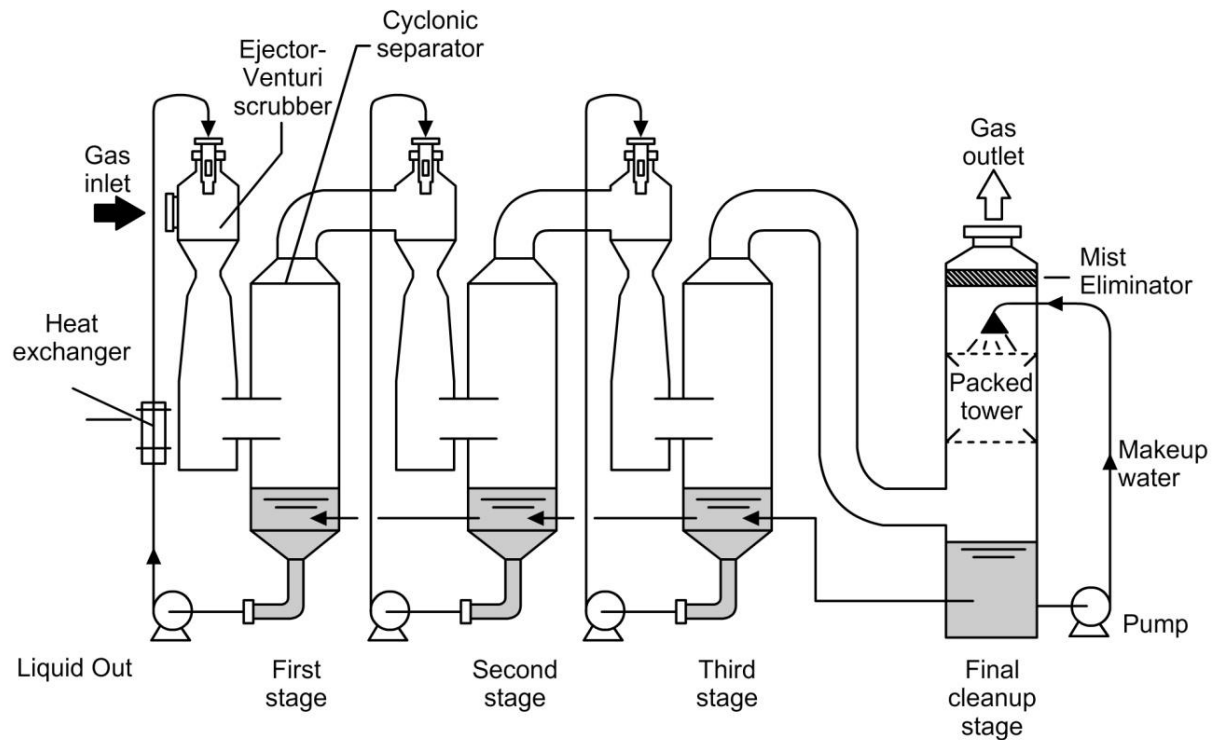 Cyclonic
separator
Ejector-
Venturi
scrubber
Gas
inlet
Gas
outlet
Mist
Eliminator
Heat
exchanger
Packed
tower
Makeup
water
Pump
Liquid Out
First
stage
Second
stage
Third
stage
Final
cleanup
stage